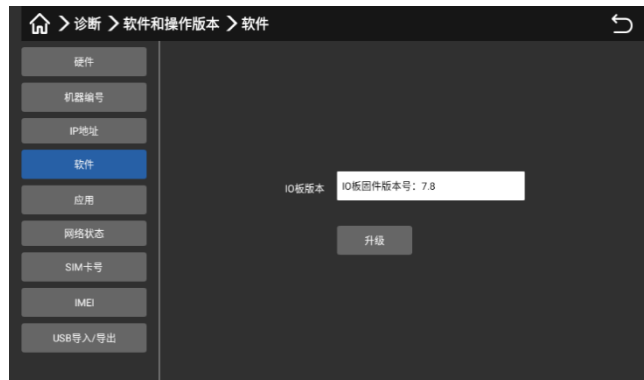 诊断 软件和操作版本 软件
硬件
机器编号
IP地址
软件
应用
网络状态
SIM卡号
IMEI
USB导入/导出
IO板版本
IO板固件版本号：7.8
升级